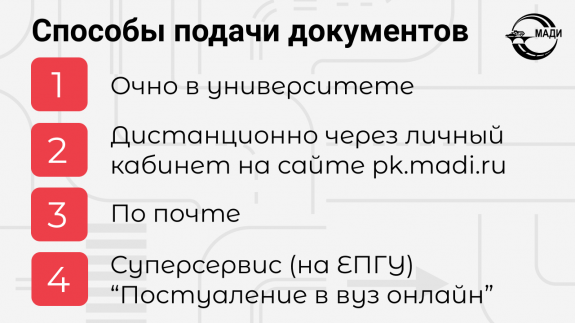 Способы подачи документов
МАДИ
1
Очно в университете
2
Дистанционно через личный
кабинет на сайте pk.madi.ru
3
По почте
4
Суперсервис (на ЕПГУ)
“Постуаление в вуз онлайн”